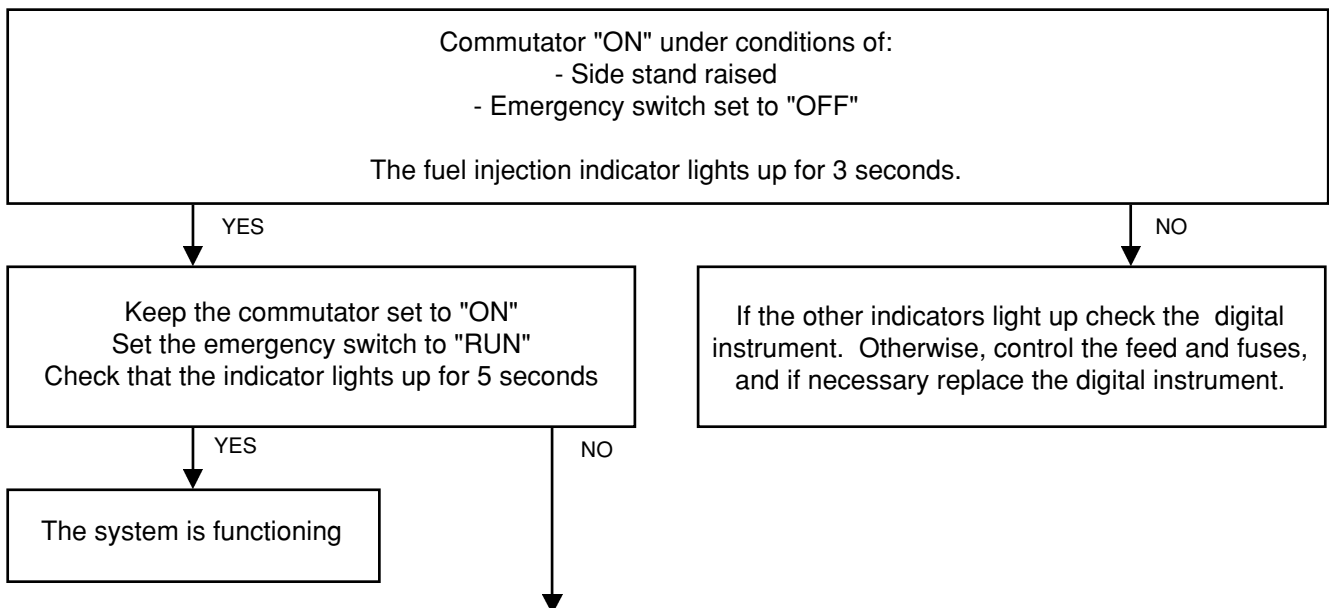 Commutator "ON" under conditions of:
- Side stand raised
- Emergency switch set to "OFF"
The fuel injection indicator lights up for 3 seconds.
YES
NO
Keep the commutator set to "ON"
Set the emergency switch to "RUN"
Check that the indicator lights up for 5 seconds
If the other indicators light up check the  digital
instrument.  Otherwise, control the feed and fuses,
and if necessary replace the digital instrument.
YES
NO
The system is functioning